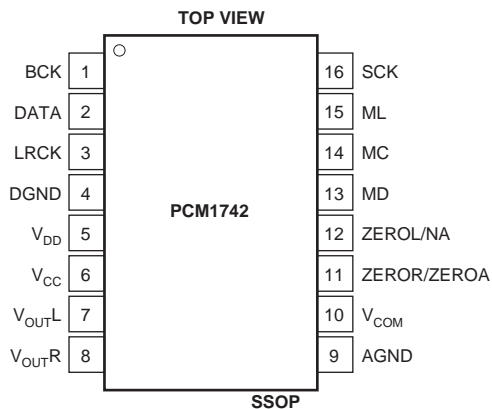 TOP VIEW
BCK 1 16 SCK
DATA 2 15 ML
LRCK 3 14 MC
DGND 4 13 MD
PCM1742
VDD 5 12 ZEROL/NA
VCC 6 11 ZEROR/ZEROA
VOUTL 7 10 VCOM
VOUTR 8 9 AGND
SSOP